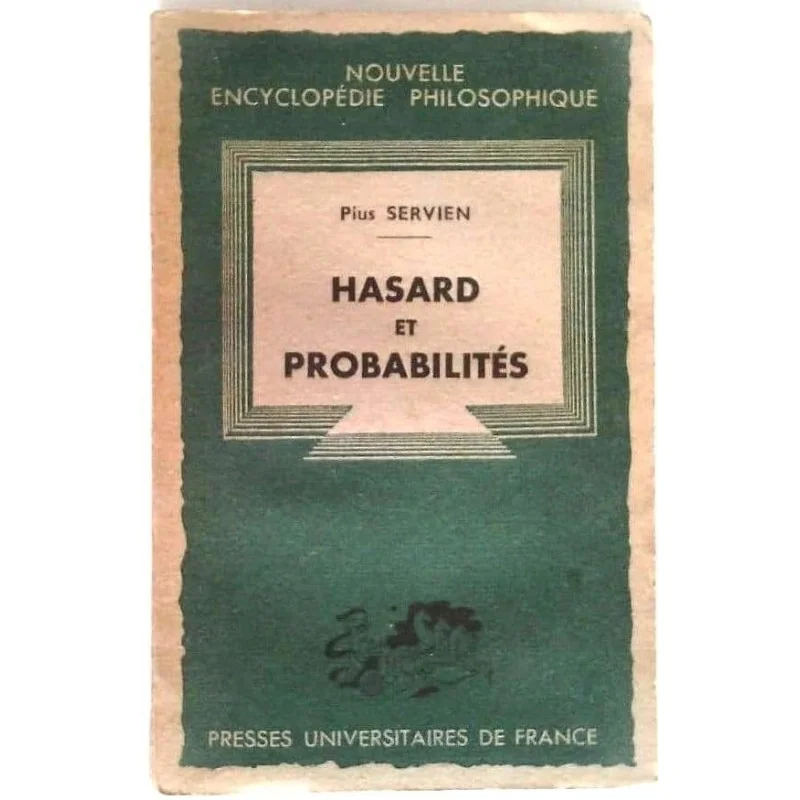 NOUVELLE
ENCYCLOPÉDIE PHILOSOPHIQUE
Pius SERVIEN
HASARD
ET
PROBABILITÉS
PRESSES UNIVERSITAIRES DE FRANCE